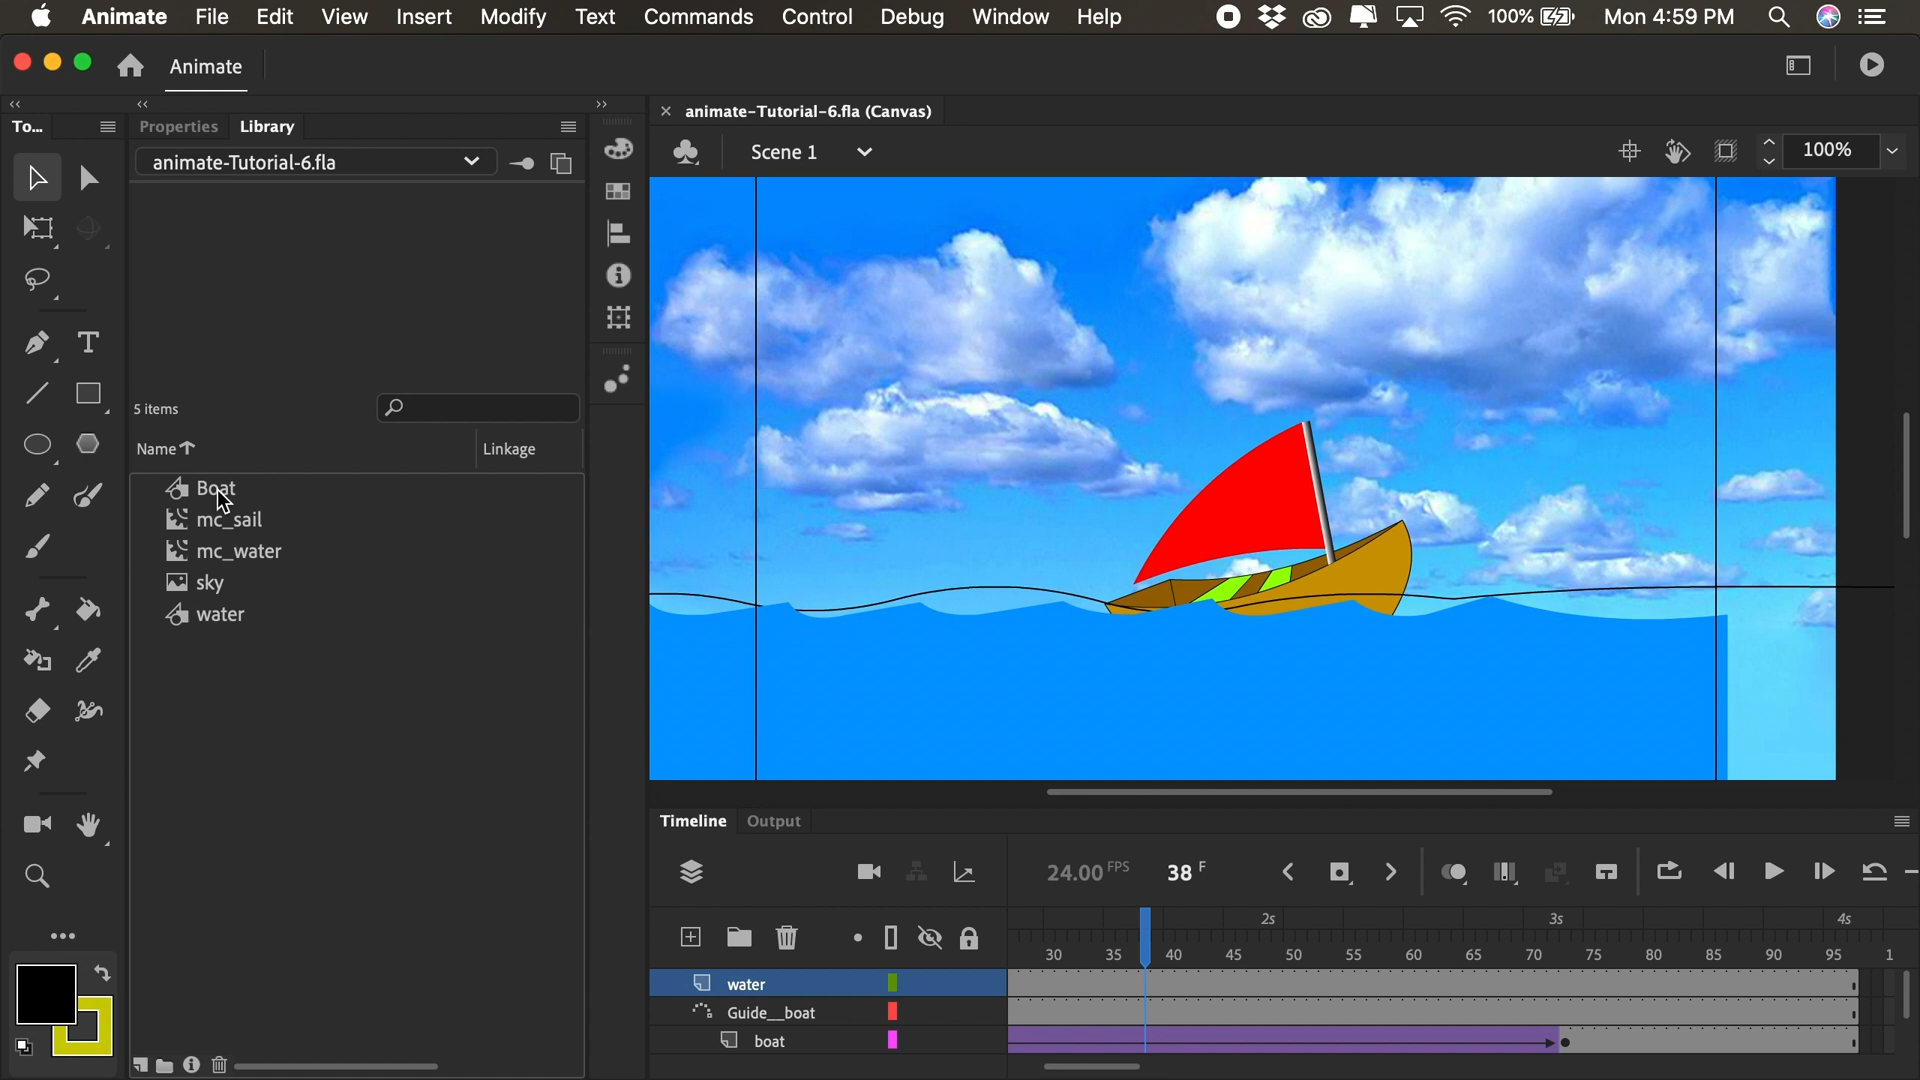 Animate File Edit View Insert Modify Text Commands Control Debug Window Help 100% Mon 4:59 PM
Animate
To... Properties Library animate-Tutorial-6.fla (Canvas)
animate-Tutorial-6.fla Scene 1 100%
5 items
Name Linkage
Boat
mc_sail
mc_water
sky
water
Timeline Output
24.00 FPS 38 F
2s 3s 4s
30 35 40 45 50 55 60 65 70 75 80 85 90 95 1
water
Guide__boat
boat